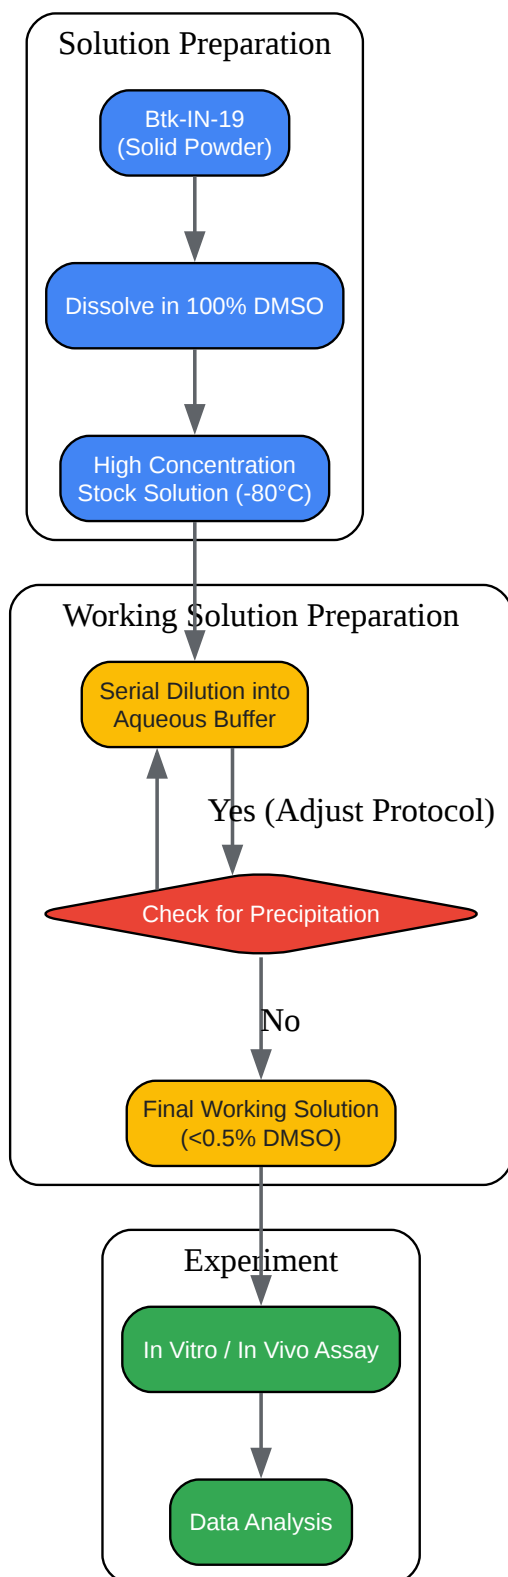 Solution Preparation
Btk-IN-19
(Solid Powder)
Dissolve in 100% DMSO
High Concentration
Stock Solution (-80°C)
Working Solution Preparation
Serial Dilution into
Aqueous Buffer
Yes (Adjust Protocol)
Check for Precipitation
No
Final Working Solution
(<0.5% DMSO)
Experiment
In Vitro / In Vivo Assay
Data Analysis